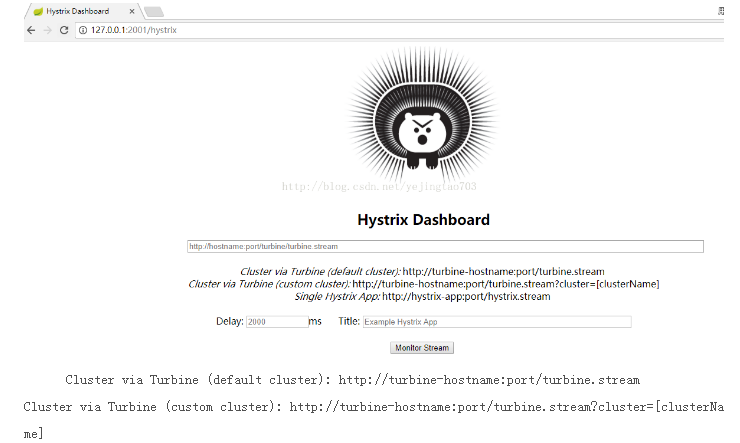 Hystrix Dashboard
127.0.0.1:2001/hystrix
http://blog.csdn.net/yejingtao703
Hystrix Dashboard
http://hostname:port/turbine/turbine.stream
Cluster via Turbine (default cluster): http://turbine-hostname:port/turbine.stream
Cluster via Turbine (custom cluster): http://turbine-hostname:port/turbine.stream?cluster=[clusterName]
Single Hystrix App: http://hystrix-app:port/hystrix.stream
Delay: 2000 ms Title: Example Hystrix App
Monitor Stream
Cluster via Turbine (default cluster): http://turbine-hostname:port/turbine.stream
Cluster via Turbine (custom cluster): http://turbine-hostname:port/turbine.stream?cluster=[clusterNa
me]